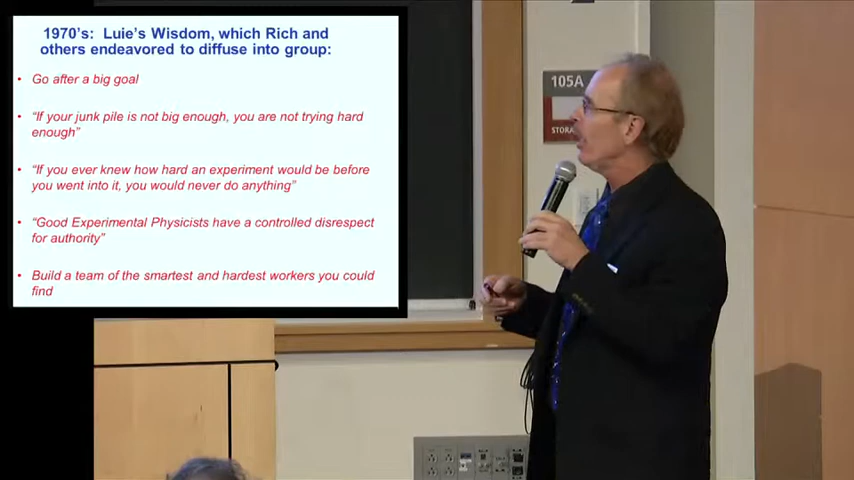 1970's: Luie's Wisdom, which Rich and
others endeavored to diffuse into group:
• Go after a big goal
• “If your junk pile is not big enough, you are not trying hard
enough”
• “If you ever knew how hard an experiment would be before
you went into it, you would never do anything”
• “Good Experimental Physicists have a controlled disrespect
for authority”
• Build a team of the smartest and hardest workers you could
find
105A